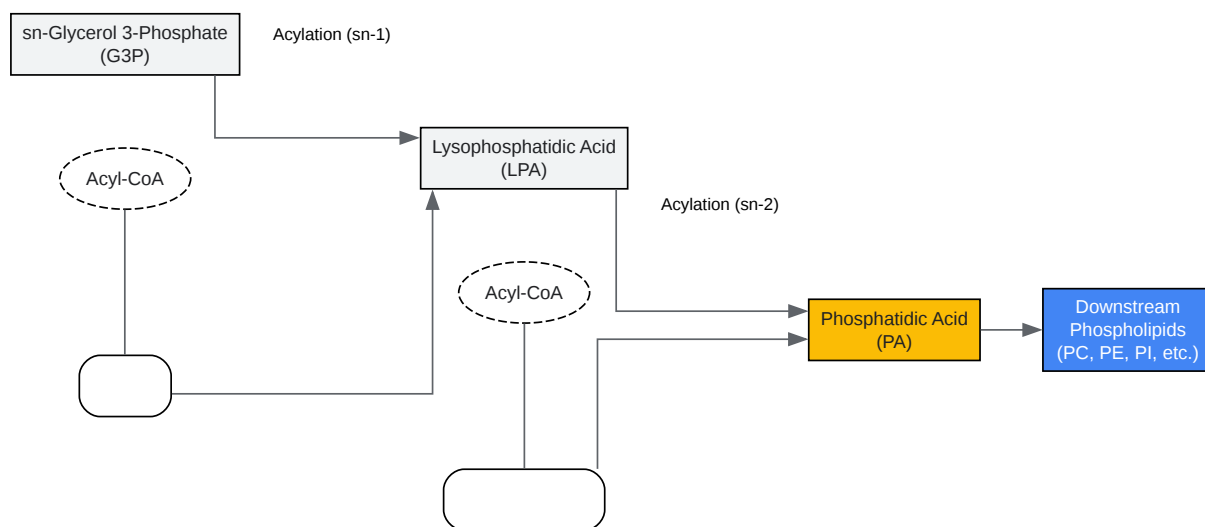 sn-Glycerol 3-Phosphate
(G3P)
Acylation (sn-1)
Lysophosphatidic Acid
(LPA)
Acyl-CoA
Acylation (sn-2)
Acyl-CoA
Phosphatidic Acid
(PA)
Downstream
Phospholipids
(PC, PE, PI, etc.)